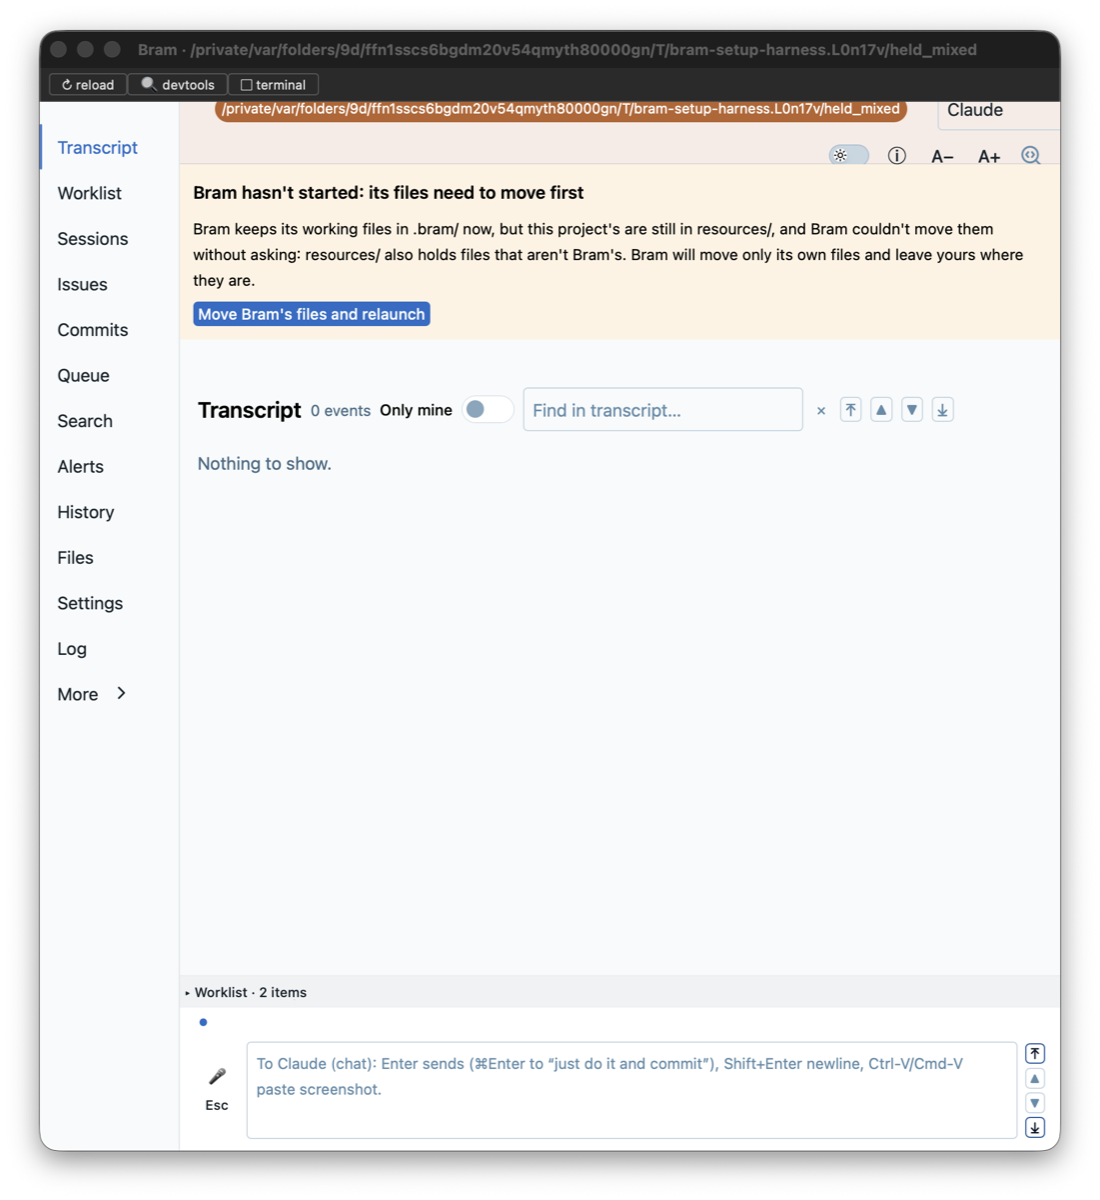 Bram · /private/var/folders/9d/ffn1sscs6bgdm20v54qmyth80000gn/T/bram-setup-harness.L0n17v/held_mixed
reload devtools terminal
/private/var/folders/9d/ffn1sscs6bgdm20v54qmyth80000gn/T/bram-setup-harness.L0n17v/held_mixed
Claude
A− A+
Transcript
Worklist
Sessions
Issues
Commits
Queue
Search
Alerts
History
Files
Settings
Log
More
Bram hasn't started: its files need to move first
Bram keeps its working files in .bram/ now, but this project's are still in resources/, and Bram couldn't move them
without asking: resources/ also holds files that aren't Bram's. Bram will move only its own files and leave yours where
they are.
Move Bram's files and relaunch
Transcript 0 events Only mine Find in transcript... ×
Nothing to show.
Worklist · 2 items
To Claude (chat): Enter sends (⌘Enter to “just do it and commit”), Shift+Enter newline, Ctrl-V/Cmd-V
paste screenshot.
Esc